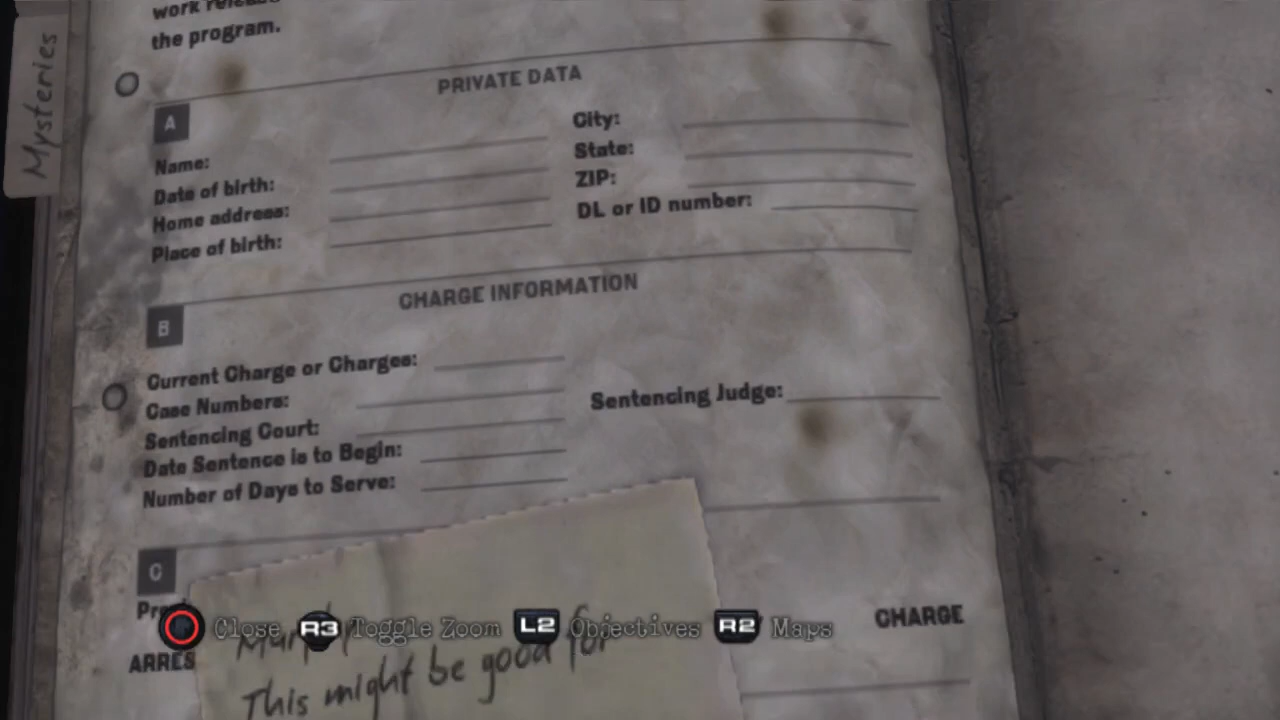 Mysteries
work release
the program.
PRIVATE DATA
A
Name:
Date of birth:
Home address:
Place of birth:
City:
State:
ZIP:
DL or ID number:
CHARGE INFORMATION
B
Current Charge or Charges:
Case Numbers:
Sentencing Court:
Date Sentence is to Begin:
Number of Days to Serve:
Sentencing Judge:
C
CHARGE
ARRES
This might be good for
Close R3 Toggle Zoom L2 Objectives R2 Maps